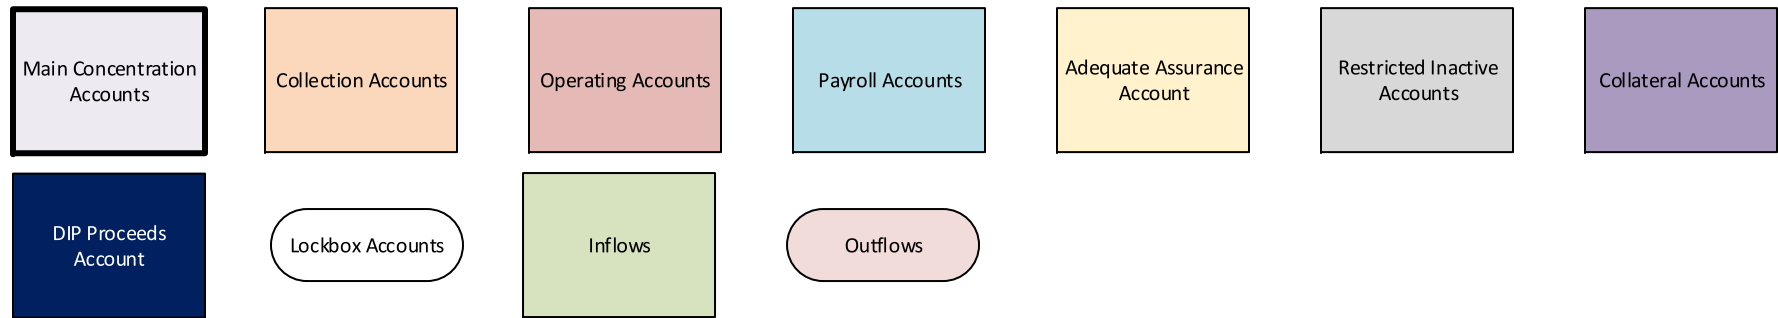 Main Concentration
Accounts
Collection Accounts
Operating Accounts
Payroll Accounts
Adequate Assurance
Account
Restricted Inactive
Accounts
Collateral Accounts
DIP Proceeds
Account
Lockbox Accounts
Inflows
Outflows